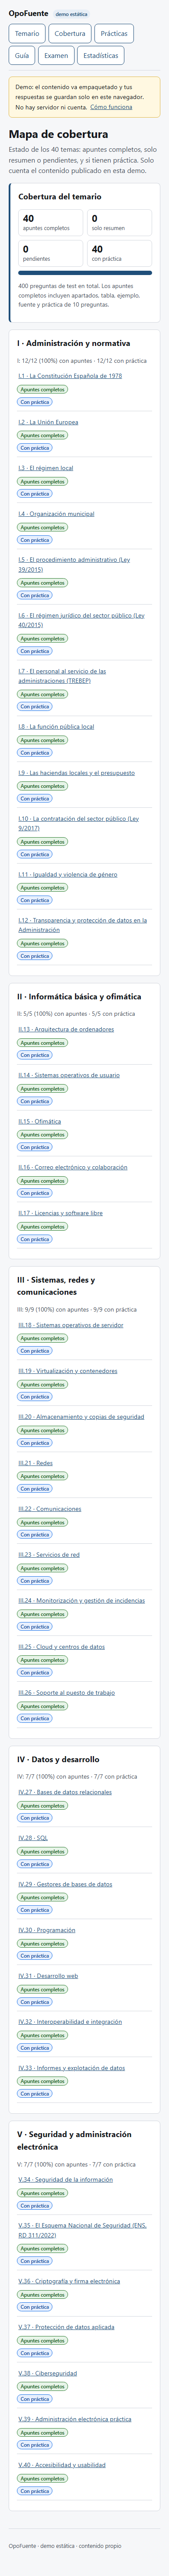 OpoFuente demo estática
Temario Cobertura Prácticas
Guía Examen Estadísticas
Demo: el contenido va empaquetado y tus
respuestas se guardan solo en este navegador.
No hay servidor ni cuenta. Cómo funciona
Mapa de cobertura
Estado de los 40 temas: apuntes completos, solo
resumen o pendientes, y si tienen práctica. Solo
cuenta el contenido publicado en esta demo.
Cobertura del temario
40 0
apuntes completos solo resumen
0 40
pendientes con práctica
400 preguntas de test en total. Los apuntes
completos incluyen apartados, tabla, ejemplo,
fuente y práctica de 10 preguntas.
I · Administración y normativa
I: 12/12 (100%) con apuntes · 12/12 con práctica
I.1 · La Constitución Española de 1978
Apuntes completos
Con práctica
I.2 · La Unión Europea
Apuntes completos
Con práctica
I.3 · El régimen local
Apuntes completos
Con práctica
I.4 · Organización municipal
Apuntes completos
Con práctica
I.5 · El procedimiento administrativo (Ley
39/2015)
Apuntes completos
Con práctica
I.6 · El régimen jurídico del sector público (Ley
40/2015)
Apuntes completos
Con práctica
I.7 · El personal al servicio de las
administraciones (TREBEP)
Apuntes completos
Con práctica
I.8 · La función pública local
Apuntes completos
Con práctica
I.9 · Las haciendas locales y el presupuesto
Apuntes completos
Con práctica
I.10 · La contratación del sector público (Ley
9/2017)
Apuntes completos
Con práctica
I.11 · Igualdad y violencia de género
Apuntes completos
Con práctica
I.12 · Transparencia y protección de datos en la
Administración
Apuntes completos
Con práctica
II · Informática básica y ofimática
II: 5/5 (100%) con apuntes · 5/5 con práctica
II.13 · Arquitectura de ordenadores
Apuntes completos
Con práctica
II.14 · Sistemas operativos de usuario
Apuntes completos
Con práctica
II.15 · Ofimática
Apuntes completos
Con práctica
II.16 · Correo electrónico y colaboración
Apuntes completos
Con práctica
II.17 · Licencias y software libre
Apuntes completos
Con práctica
III · Sistemas, redes y
comunicaciones
III: 9/9 (100%) con apuntes · 9/9 con práctica
III.18 · Sistemas operativos de servidor
Apuntes completos
Con práctica
III.19 · Virtualización y contenedores
Apuntes completos
Con práctica
III.20 · Almacenamiento y copias de seguridad
Apuntes completos
Con práctica
III.21 · Redes
Apuntes completos
Con práctica
III.22 · Comunicaciones
Apuntes completos
Con práctica
III.23 · Servicios de red
Apuntes completos
Con práctica
III.24 · Monitorización y gestión de incidencias
Apuntes completos
Con práctica
III.25 · Cloud y centros de datos
Apuntes completos
Con práctica
III.26 · Soporte al puesto de trabajo
Apuntes completos
Con práctica
IV · Datos y desarrollo
IV: 7/7 (100%) con apuntes · 7/7 con práctica
IV.27 · Bases de datos relacionales
Apuntes completos
Con práctica
IV.28 · SQL
Apuntes completos
Con práctica
IV.29 · Gestores de bases de datos
Apuntes completos
Con práctica
IV.30 · Programación
Apuntes completos
Con práctica
IV.31 · Desarrollo web
Apuntes completos
Con práctica
IV.32 · Interoperabilidad e integración
Apuntes completos
Con práctica
IV.33 · Informes y explotación de datos
Apuntes completos
Con práctica
V · Seguridad y administración
electrónica
V: 7/7 (100%) con apuntes · 7/7 con práctica
V.34 · Seguridad de la información
Apuntes completos
Con práctica
V.35 · El Esquema Nacional de Seguridad (ENS,
RD 311/2022)
Apuntes completos
Con práctica
V.36 · Criptografía y firma electrónica
Apuntes completos
Con práctica
V.37 · Protección de datos aplicada
Apuntes completos
Con práctica
V.38 · Ciberseguridad
Apuntes completos
Con práctica
V.39 · Administración electrónica práctica
Apuntes completos
Con práctica
V.40 · Accesibilidad y usabilidad
Apuntes completos
Con práctica
OpoFuente · demo estática · contenido propio